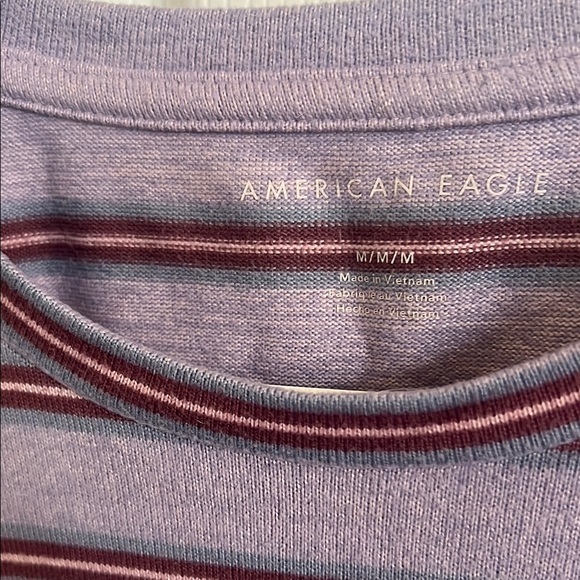 AMERICAN EAGLE
M/M/M
Made in Vietnam
Fabriqué au Vietnam
Hecho en Vietnam